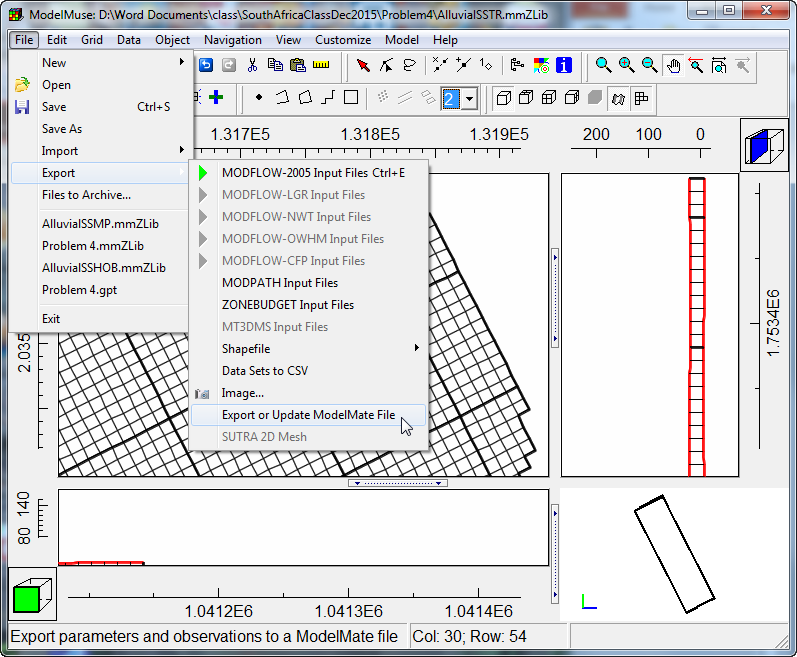 ModelMuse: D:\Word Documents\class\SouthAfricaClassDec2015\Problem4\AlluvialSSTR.mmZLib
File Edit Grid Data Object Navigation View Customize Model Help
New
Open
Save Ctrl+S
Save As
Import
Export
Files to Archive...
AlluvialSSMP.mmZLib
Problem 4.mmZLib
AlluvialSSHOB.mmZLib
Problem 4.gpt
Exit
MODFLOW-2005 Input Files Ctrl+E
MODFLOW-LGR Input Files
MODFLOW-NWT Input Files
MODFLOW-OWHM Input Files
MODFLOW-CFP Input Files
MODPATH Input Files
ZONEBUDGET Input Files
MT3DMS Input Files
Shapefile
Data Sets to CSV
Image...
Export or Update ModelMate File
SUTRA 2D Mesh
2
1.317E5 1.318E5 1.319E5
200 100 0
1.7534E6
2.035
80 140
1.0412E6 1.0413E6 1.0414E6
Export parameters and observations to a ModelMate file
Col: 30; Row: 54